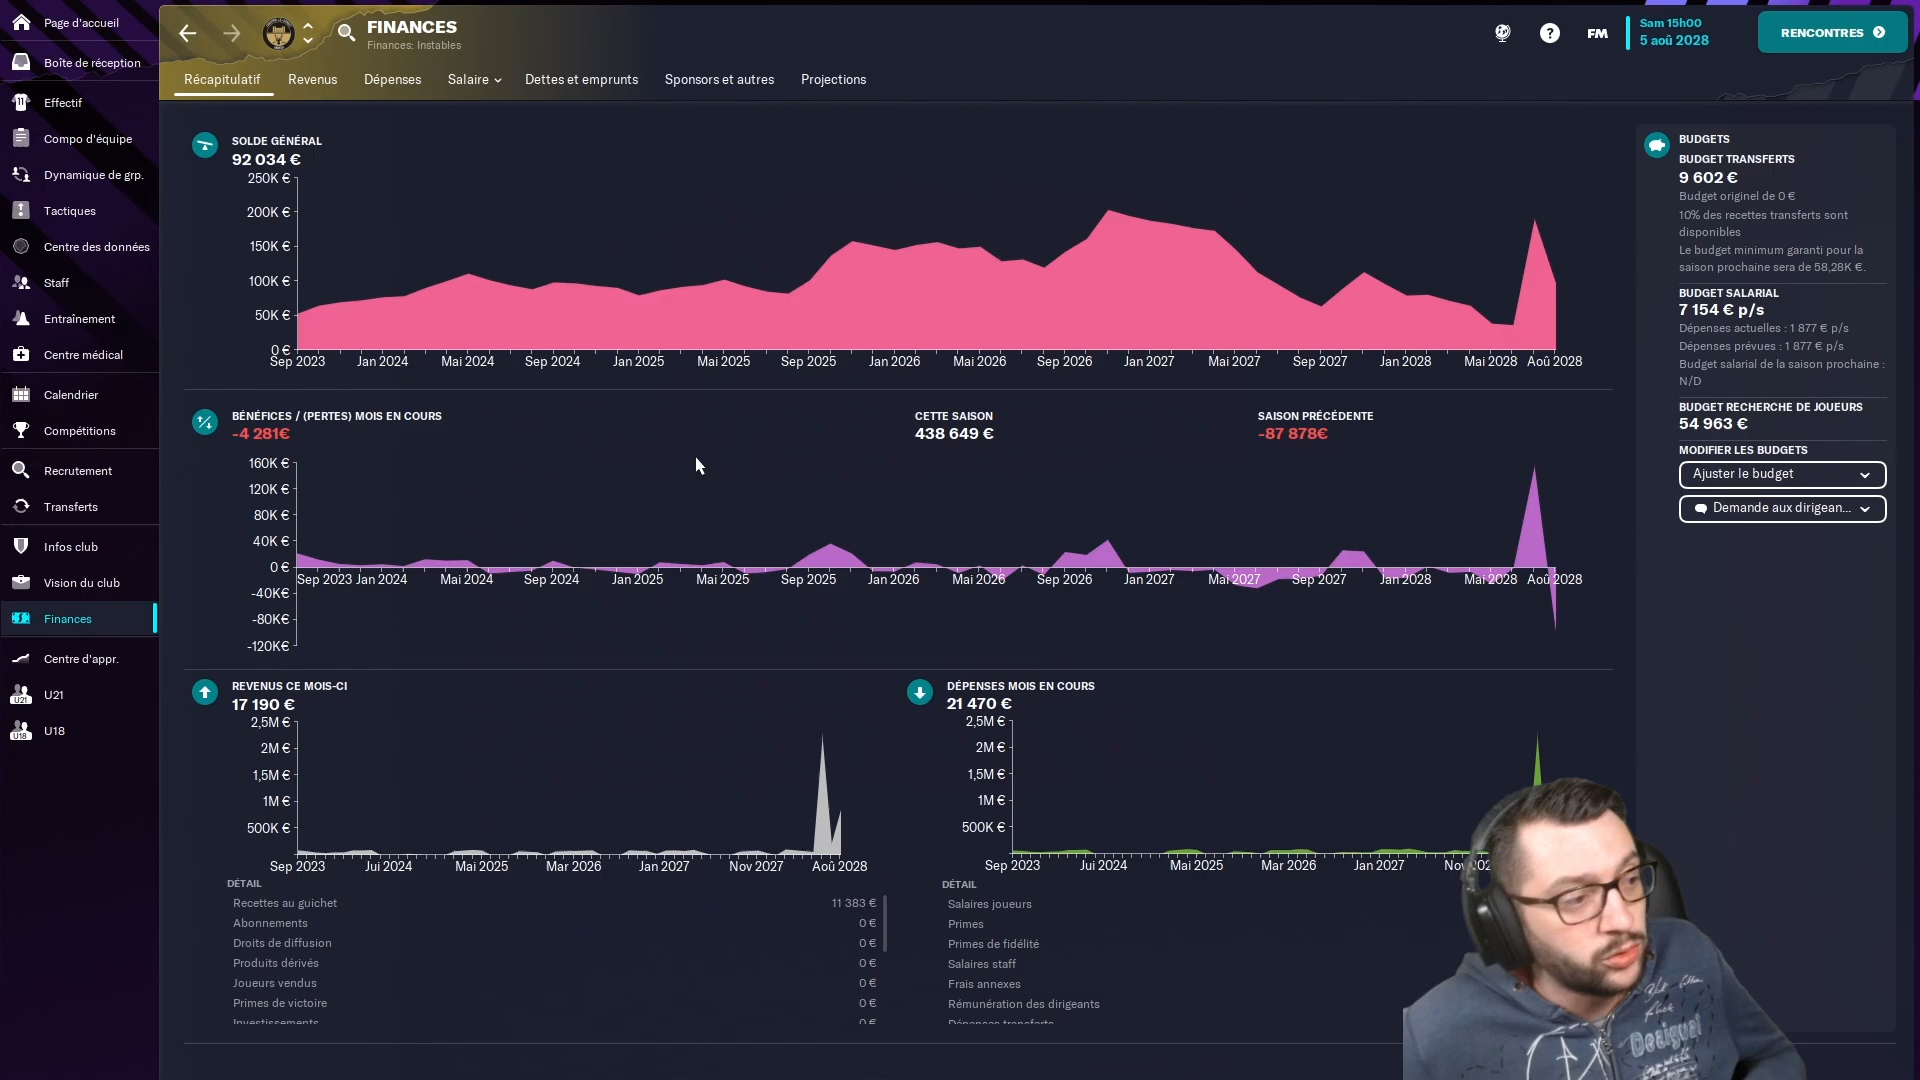 Page d'accueil
Boîte de réception
Effectif
Compo d'équipe
Dynamique de grp.
Tactiques
Centre des données
Staff
Entraînement
Centre médical
Calendrier
Compétitions
Recrutement
Transferts
Infos club
Vision du club
Finances
Centre d'appr.
U21
U21
U18
U18
FINANCES
Finances: Instables
FM
Sam 15h00
5 aoû 2028
RENCONTRES
Récapitulatif
Revenus
Dépenses
Salaire
Dettes et emprunts
Sponsors et autres
Projections
SOLDE GÉNÉRAL
92 034 €
250K €
200K €
150K €
100K €
50K €
0 €
Sep 2023 Jan 2024 Mai 2024 Sep 2024 Jan 2025 Mai 2025 Sep 2025 Jan 2026 Mai 2026 Sep 2026 Jan 2027 Mai 2027 Sep 2027 Jan 2028 Mai 2028 Aoû 2028
BÉNÉFICES / (PERTES) MOIS EN COURS
-4 281€
CETTE SAISON
438 649 €
SAISON PRÉCÉDENTE
-87 878€
160K €
120K €
80K €
40K €
0 €
-40K€
-80K€
-120K€
Sep 2023 Jan 2024 Mai 2024 Sep 2024 Jan 2025 Mai 2025 Sep 2025 Jan 2026 Mai 2026 Sep 2026 Jan 2027 Mai 2027 Sep 2027 Jan 2028 Mai 2028 Aoû 2028
REVENUS CE MOIS-CI
17 190 €
2,5M €
2M €
1,5M €
1M €
500K €
Sep 2023 Jui 2024 Mai 2025 Mar 2026 Jan 2027 Nov 2027 Aoû 2028
DÉTAIL
Recettes au guichet 11 383 €
Abonnements 0 €
Droits de diffusion 0 €
Produits dérivés 0 €
Joueurs vendus 0 €
Primes de victoire 0 €
Investissements 0 €
DÉPENSES MOIS EN COURS
21 470 €
2,5M €
2M €
1,5M €
1M €
500K €
Sep 2023 Jui 2024 Mai 2025 Mar 2026 Jan 2027
DÉTAIL
Salaires joueurs
Primes
Primes de fidélité
Salaires staff
Frais annexes
Rémunération des dirigeants
Dépenses transferts
BUDGETS
BUDGET TRANSFERTS
9 602 €
Budget originel de 0 €
10% des recettes transferts sont
disponibles
Le budget minimum garanti pour la
saison prochaine sera de 58,28K €.
BUDGET SALARIAL
7 154 € p/s
Dépenses actuelles : 1 877 € p/s
Dépenses prévues : 1 877 € p/s
Budget salarial de la saison prochaine :
N/D
BUDGET RECHERCHE DE JOUEURS
54 963 €
MODIFIER LES BUDGETS
Ajuster le budget
Demande aux dirigean...
Desigual